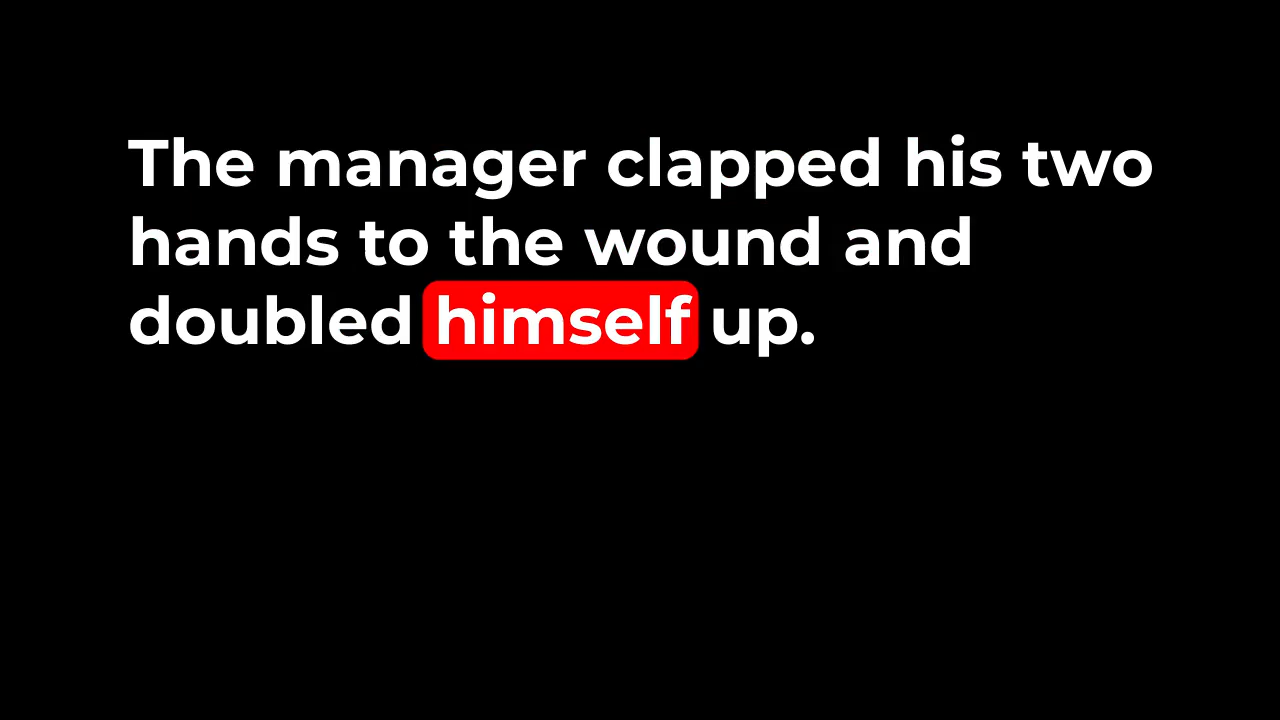 The manager clapped his two
hands to the wound and
doubled himself up.